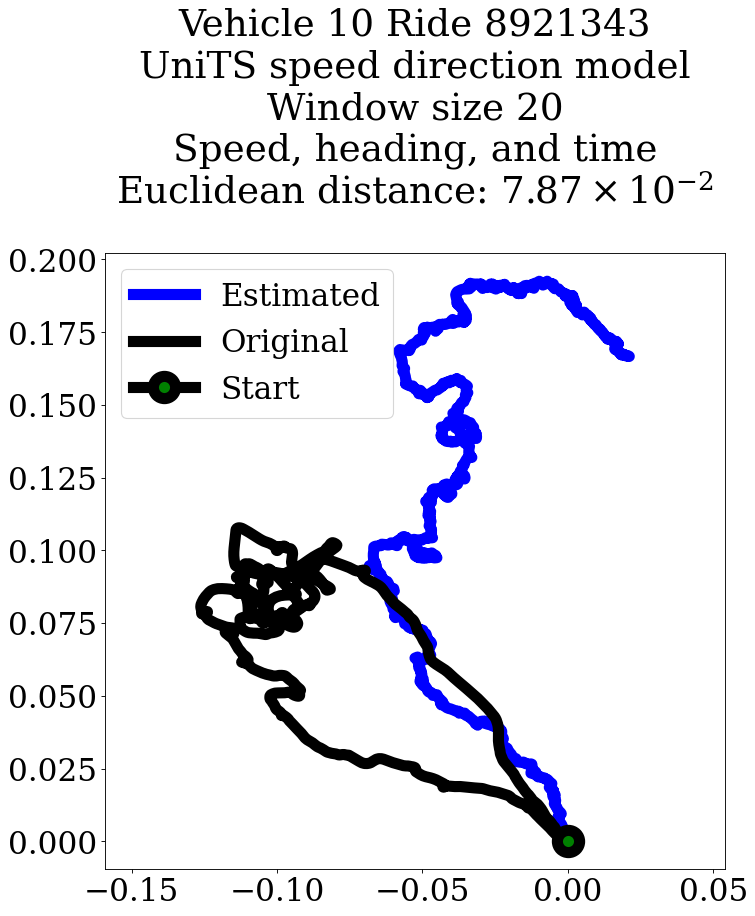 Vehicle 10 Ride 8921343
UniTS speed direction model
Window size 20
Speed, heading, and time
Euclidean distance: 7.87 × 10⁻²
0.200
Estimated
0.175
Original
Start
0.150
0.125
0.100
0.075
0.050
0.025
0.000
−0.15 −0.10 −0.05 0.00 0.05